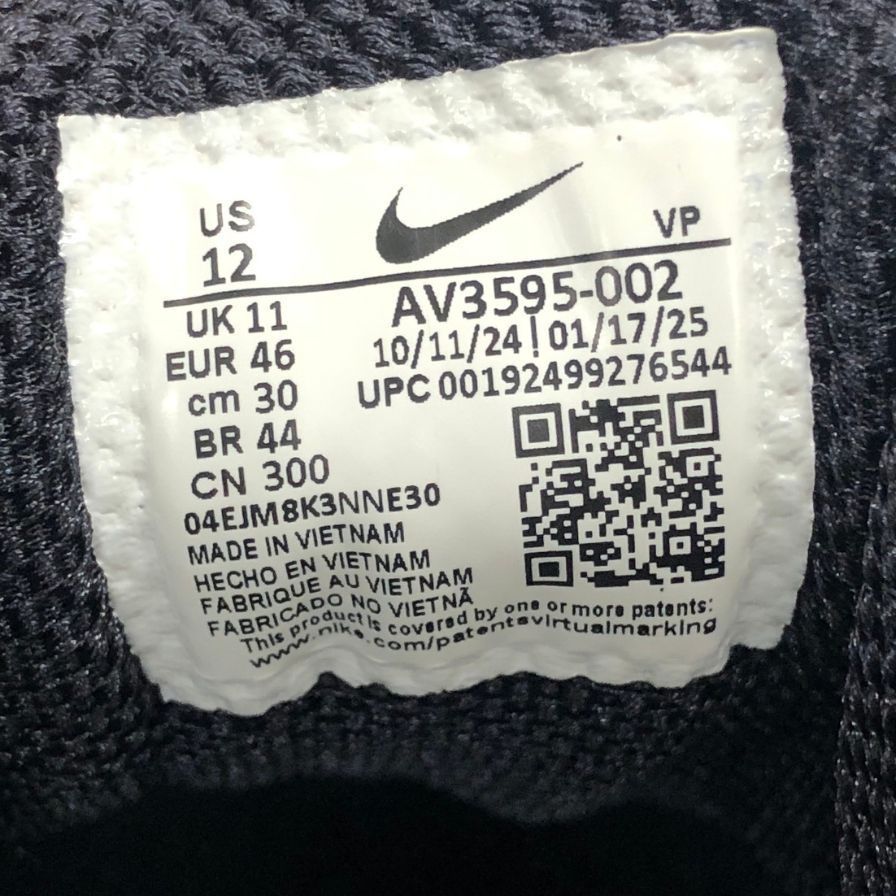 US
12
VP
UK 11
EUR 46
cm 30
BR 44
CN 300
AV3595-002
10/11/24 | 01/17/25
UPC 00192499276544
04EJM8K3NNE30
MADE IN VIETNAM
HECHO EN VIETNAM
FABRIQUE AU VIETNAM
FABRICADO NO VIETNÃ
This product is covered by one or more patents:
www.nike.com/patentsvirtualmarking